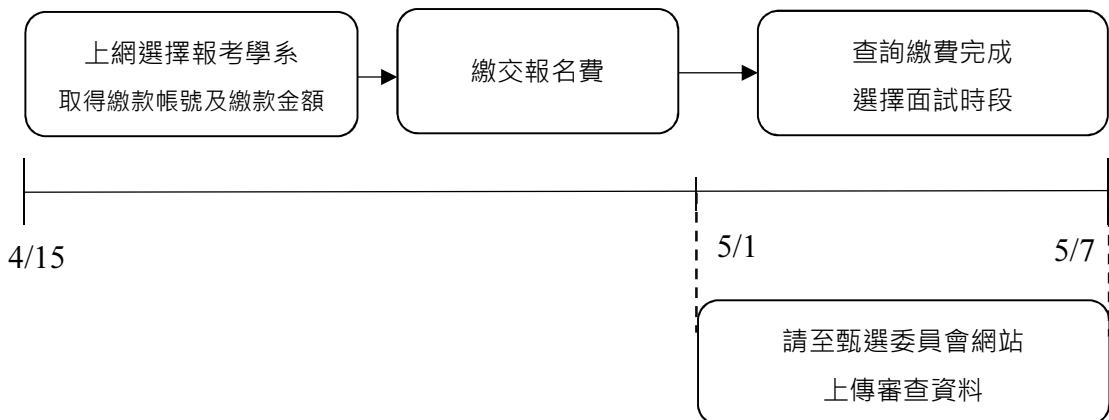 上網選擇報考學系
取得繳款帳號及繳款金額
繳交報名費
查詢繳費完成
選擇面試時段
4/15
5/1
5/7
請至甄選委員會網站
上傳審查資料